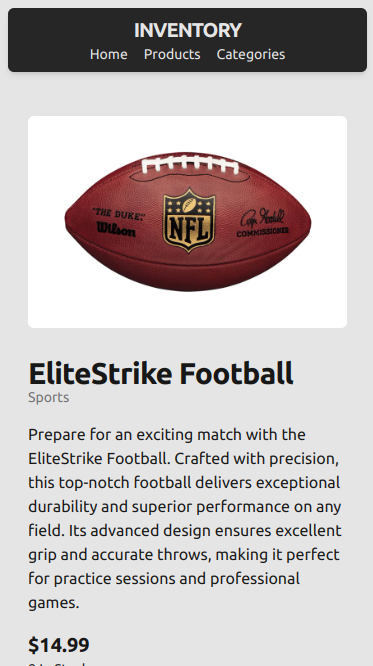 INVENTORY
Home Products Categories
"THE DUKE."
Wilson
NFL
COMMISSIONER
EliteStrike Football
Sports
Prepare for an exciting match with the
EliteStrike Football. Crafted with precision,
this top-notch football delivers exceptional
durability and superior performance on any
field. Its advanced design ensures excellent
grip and accurate throws, making it perfect
for practice sessions and professional
games.
$14.99